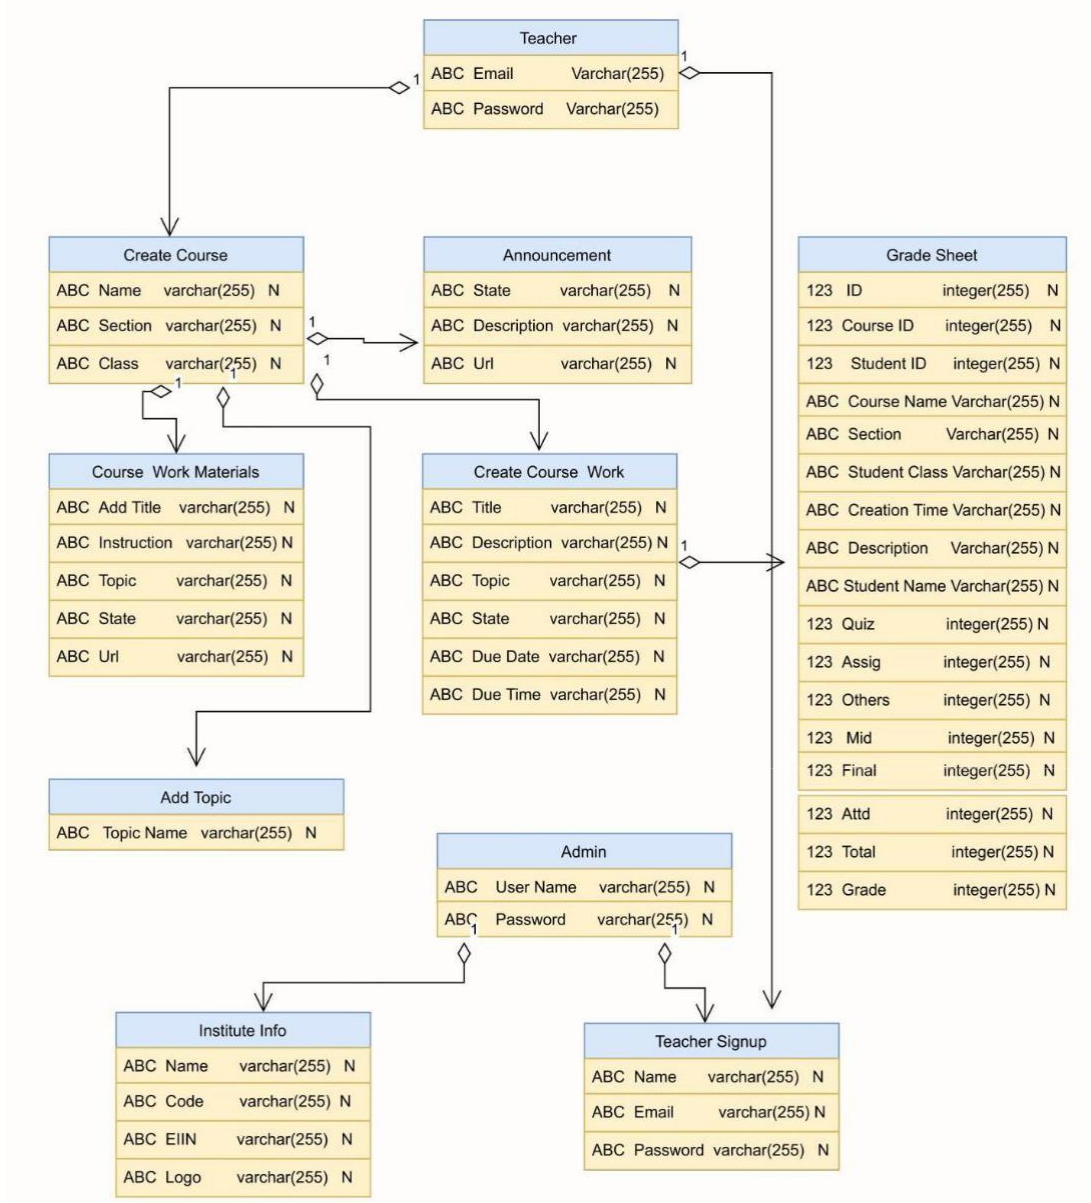 Teacher
1
ABC Email Varchar(255)
1
ABC Password Varchar(255)
Create Course
ABC Name varchar(255) N
ABC Section varchar(255) N
ABC Class varchar(255) N
1
1
1
1
Announcement
ABC State varchar(255) N
ABC Description varchar(255) N
ABC Url varchar(255) N
Grade Sheet
123 ID integer(255) N
123 Course ID integer(255) N
123 Student ID integer(255) N
ABC Course Name Varchar(255) N
ABC Section Varchar(255) N
ABC Student Class Varchar(255) N
ABC Creation Time Varchar(255) N
ABC Description Varchar(255) N
ABC Student Name Varchar(255) N
123 Quiz integer(255) N
123 Assig integer(255) N
123 Others integer(255) N
123 Mid integer(255) N
123 Final integer(255) N
123 Attd integer(255) N
123 Total integer(255) N
123 Grade integer(255) N
Course Work Materials
ABC Add Title varchar(255) N
ABC Instruction varchar(255) N
ABC Topic varchar(255) N
ABC State varchar(255) N
ABC Url varchar(255) N
Create Course Work
ABC Title varchar(255) N
ABC Description varchar(255) N
1
ABC Topic varchar(255) N
ABC State varchar(255) N
ABC Due Date varchar(255) N
ABC Due Time varchar(255) N
Add Topic
ABC Topic Name varchar(255) N
Admin
ABC User Name varchar(255) N
ABC Password varchar(255) N
1
1
Institute Info
ABC Name varchar(255) N
ABC Code varchar(255) N
ABC EIIN varchar(255) N
ABC Logo varchar(255) N
Teacher Signup
ABC Name varchar(255) N
ABC Email varchar(255) N
ABC Password varchar(255) N